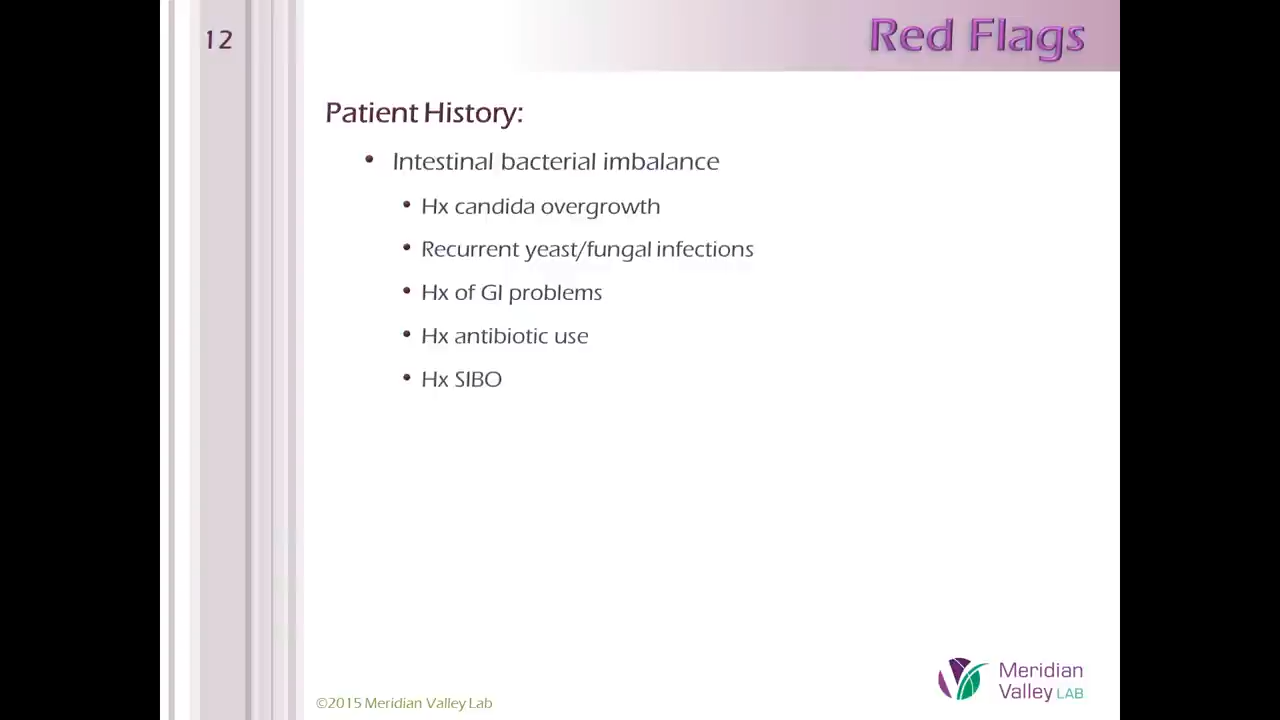 12
Red Flags
Patient History:
• Intestinal bacterial imbalance
• Hx candida overgrowth
• Recurrent yeast/fungal infections
• Hx of GI problems
• Hx antibiotic use
• Hx SIBO
©2015 Meridian Valley Lab
Meridian
Valley LAB